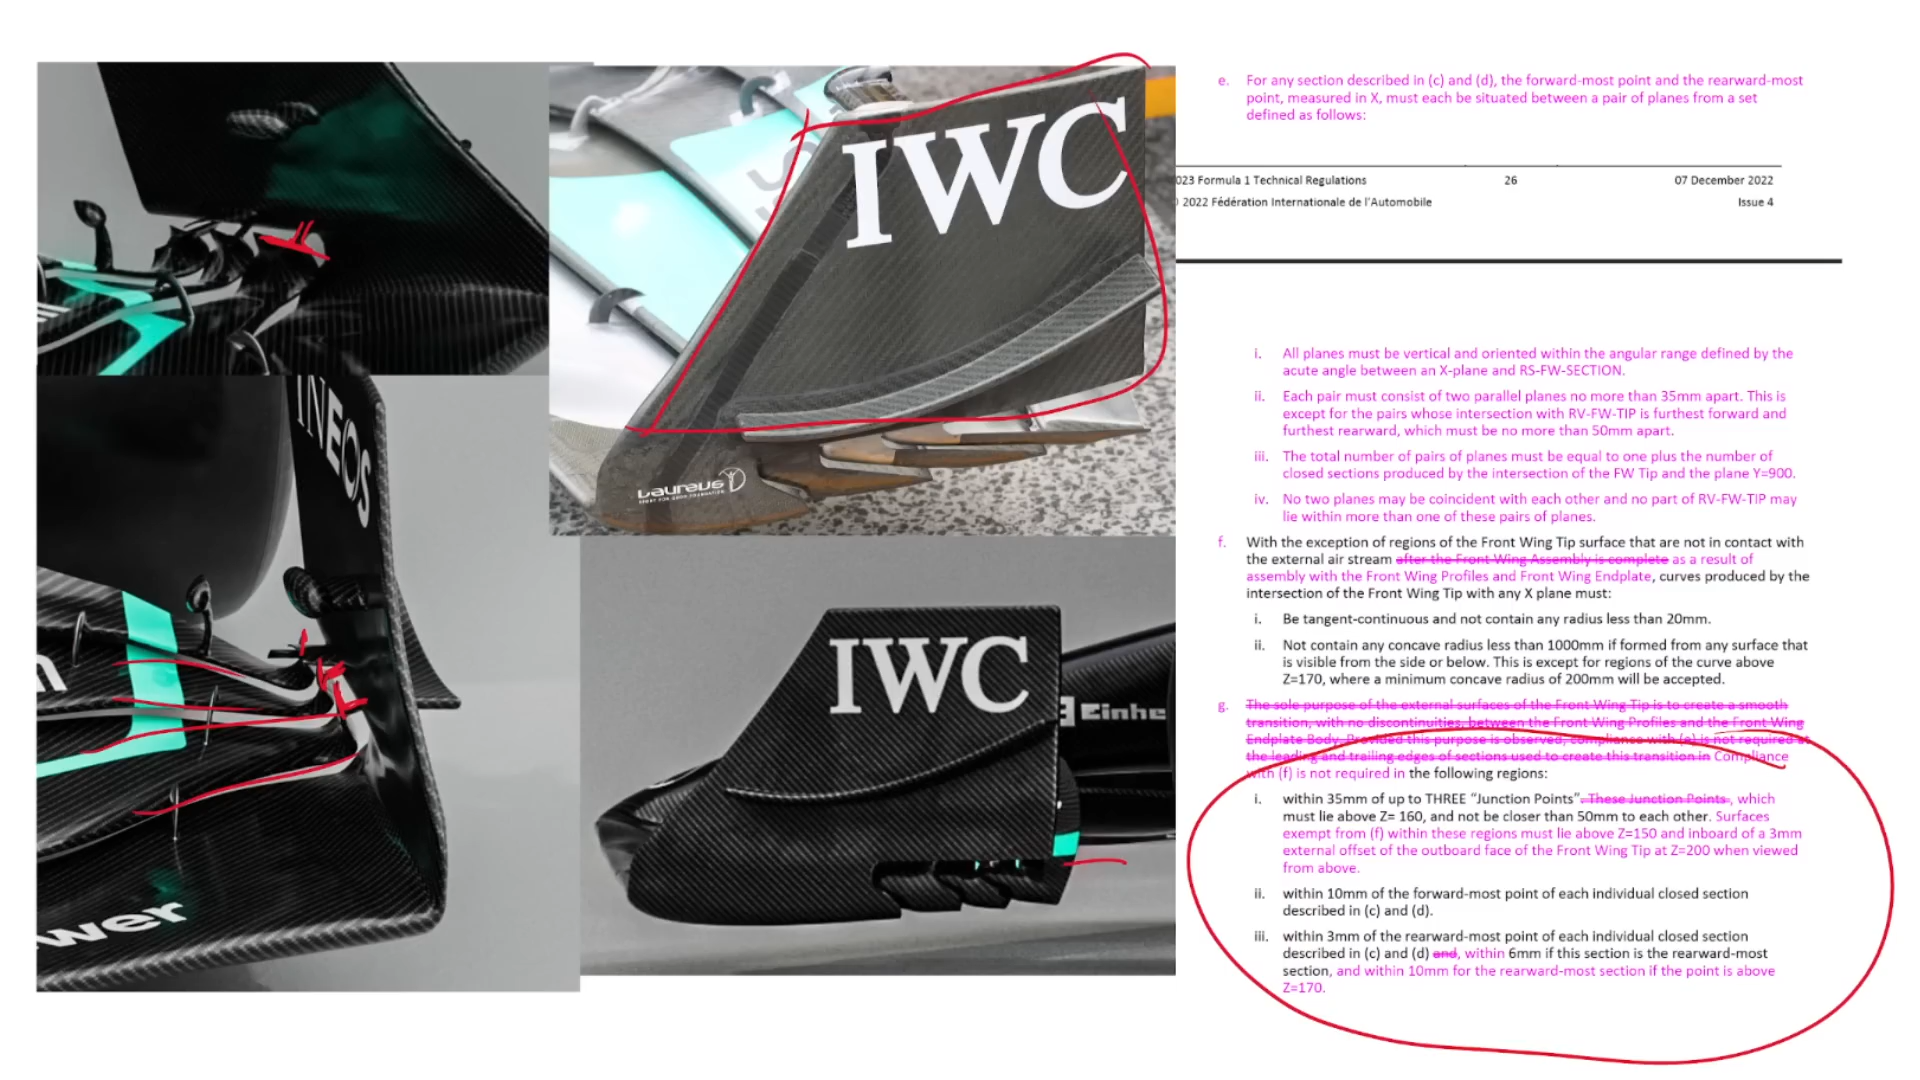 INEOS
wer
IWC
Laureus
SPORT FOR GOOD FOUNDATION
IWC
Einhe
e. For any section described in (c) and (d), the forward-most point and the rearward-most
point, measured in X, must each be situated between a pair of planes from a set
defined as follows:
023 Formula 1 Technical Regulations 26 07 December 2022
2022 Fédération Internationale de l'Automobile Issue 4
i. All planes must be vertical and oriented within the angular range defined by the
acute angle between an X-plane and RS-FW-SECTION.
ii. Each pair must consist of two parallel planes no more than 35mm apart. This is
except for the pairs whose intersection with RV-FW-TIP is furthest forward and
furthest rearward, which must be no more than 50mm apart.
iii. The total number of pairs of planes must be equal to one plus the number of
closed sections produced by the intersection of the FW Tip and the plane Y=900.
iv. No two planes may be coincident with each other and no part of RV-FW-TIP may
lie within more than one of these pairs of planes.
f. With the exception of regions of the Front Wing Tip surface that are not in contact with
the external air stream after the Front Wing Assembly is complete as a result of
assembly with the Front Wing Profiles and Front Wing Endplate, curves produced by the
intersection of the Front Wing Tip with any X plane must:
i. Be tangent-continuous and not contain any radius less than 20mm.
ii. Not contain any concave radius less than 1000mm if formed from any surface that
is visible from the side or below. This is except for regions of the curve above
Z=170, where a minimum concave radius of 200mm will be accepted.
g. The sole purpose of the external surfaces of the Front Wing Tip is to create a smooth
transition, with no discontinuities, between the Front Wing Profiles and the Front Wing
Endplate Body. Provided this purpose is observed, compliance with (e) is not required at
the leading and trailing edges of sections used to create this transition in Compliance
with (f) is not required in the following regions:
i. within 35mm of up to THREE "Junction Points". These Junction Points , which
must lie above Z= 160, and not be closer than 50mm to each other. Surfaces
exempt from (f) within these regions must lie above Z=150 and inboard of a 3mm
external offset of the outboard face of the Front Wing Tip at Z=200 when viewed
from above.
ii. within 10mm of the forward-most point of each individual closed section
described in (c) and (d).
iii. within 3mm of the rearward-most point of each individual closed section
described in (c) and (d) and, within 6mm if this section is the rearward-most
section, and within 10mm for the rearward-most section if the point is above
Z=170.